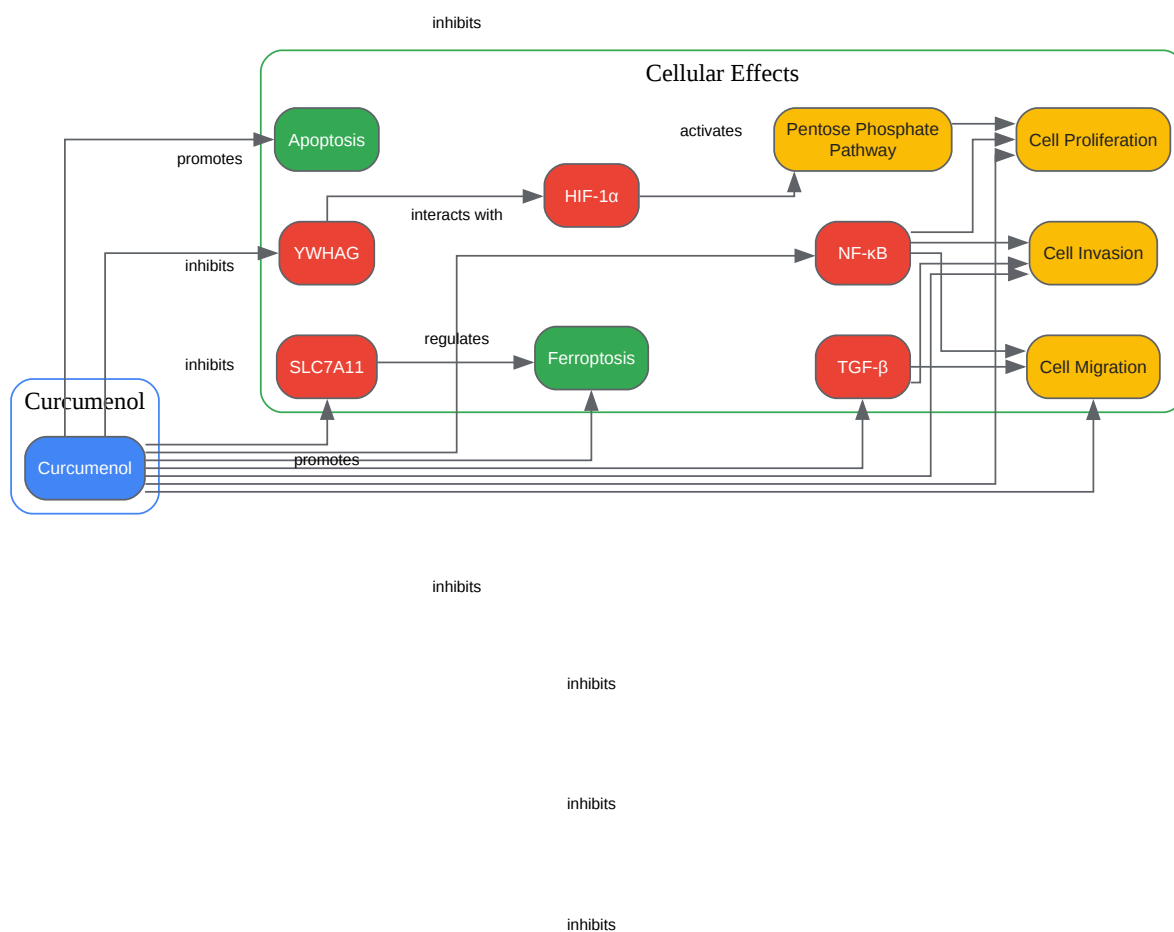 inhibits
Cellular Effects
Apoptosis
promotes
activates
Pentose Phosphate
Pathway
Cell Proliferation
HIF-1α
interacts with
YWHAG
inhibits
NF-κB
Cell Invasion
inhibits
SLC7A11
regulates
Ferroptosis
TGF-β
Cell Migration
Curcumenol
Curcumenol
promotes
inhibits
inhibits
inhibits
inhibits